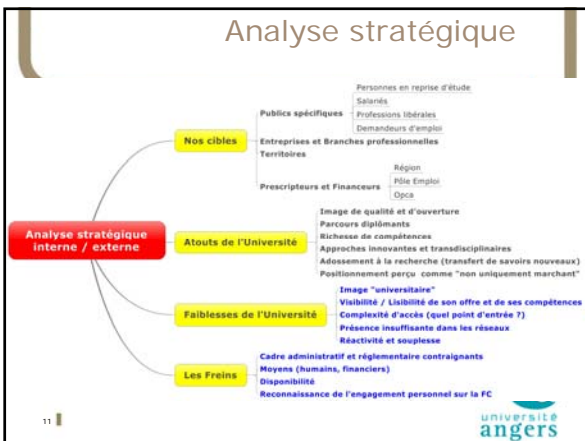 Analyse stratégique
Analyse stratégique
interne / externe
Nos cibles
Publics spécifiques
Personnes en reprise d'étude
Salariés
Professions libérales
Demandeurs d'emploi
Entreprises et Branches professionnelles
Territoires
Prescripteurs et Financeurs
Région
Pôle Emploi
Opca
Atouts de l'Université
Image de qualité et d'ouverture
Parcours diplômants
Richesse de compétences
Approches innovantes et transdisciplinaires
Adossement à la recherche (transfert de savoirs nouveaux)
Positionnement perçu comme "non uniquement marchant"
Faiblesses de l'Université
Image "universitaire"
Visibilité / Lisibilité de son offre et de ses compétences
Complexité d'accès (quel point d'entrée ?)
Présence insuffisante dans les réseaux
Réactivité et souplesse
Les Freins
Cadre administratif et réglementaire contraignants
Moyens (humains, financiers)
Disponibilité
Reconnaissance de l'engagement personnel sur la FC
11
université
angers